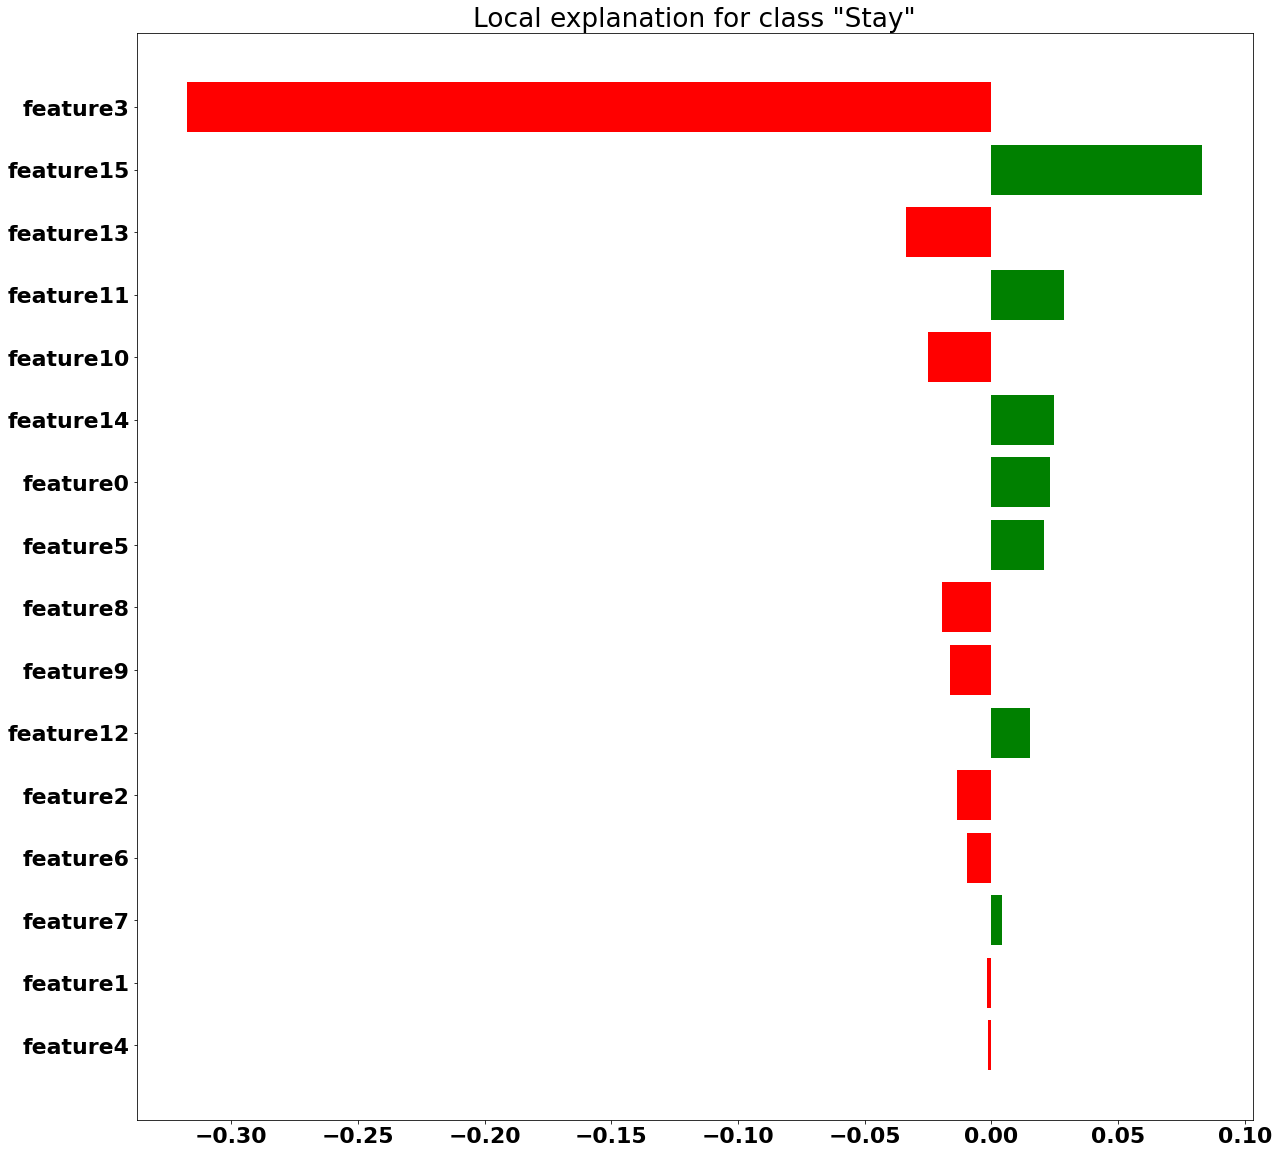 Local explanation for class "Stay"
feature3
feature15
feature13
feature11
feature10
feature14
feature0
feature5
feature8
feature9
feature12
feature2
feature6
feature7
feature1
feature4
−0.30 −0.25 −0.20 −0.15 −0.10 −0.05 0.00 0.05 0.10